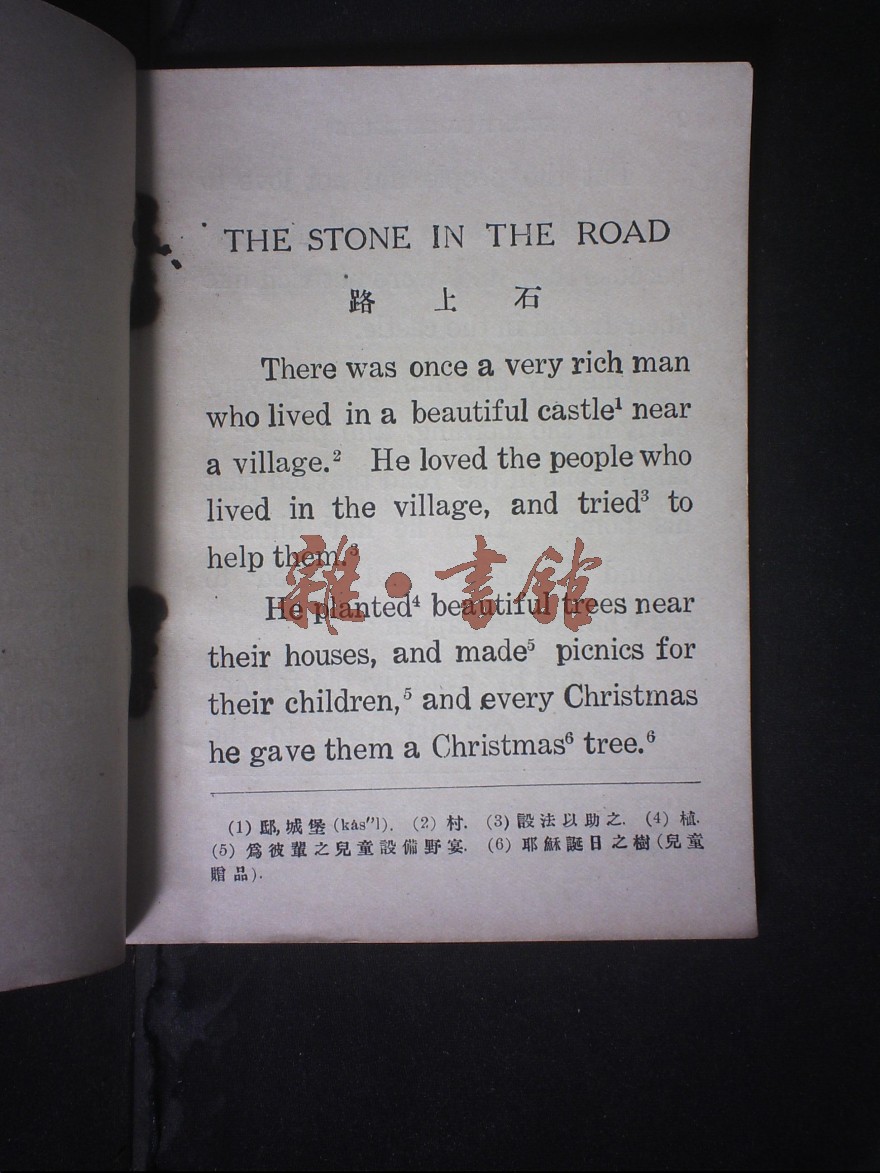 THE STONE IN THE ROAD
路上石
There was once a very rich man
who lived in a beautiful castle¹ near
a village.² He loved the people who
lived in the village, and tried³ to
help them.³
雜·書館
He planted⁴ beautiful trees near
their houses, and made⁵ picnics for
their children,⁵ and every Christmas
he gave them a Christmas⁶ tree.⁶
(1) 邸,城堡 (kȧs″l). (2) 村. (3) 設法以助之. (4) 植.
(5) 爲彼輩之兒童設備野宴. (6) 耶穌誕日之樹(兒童
贈品).